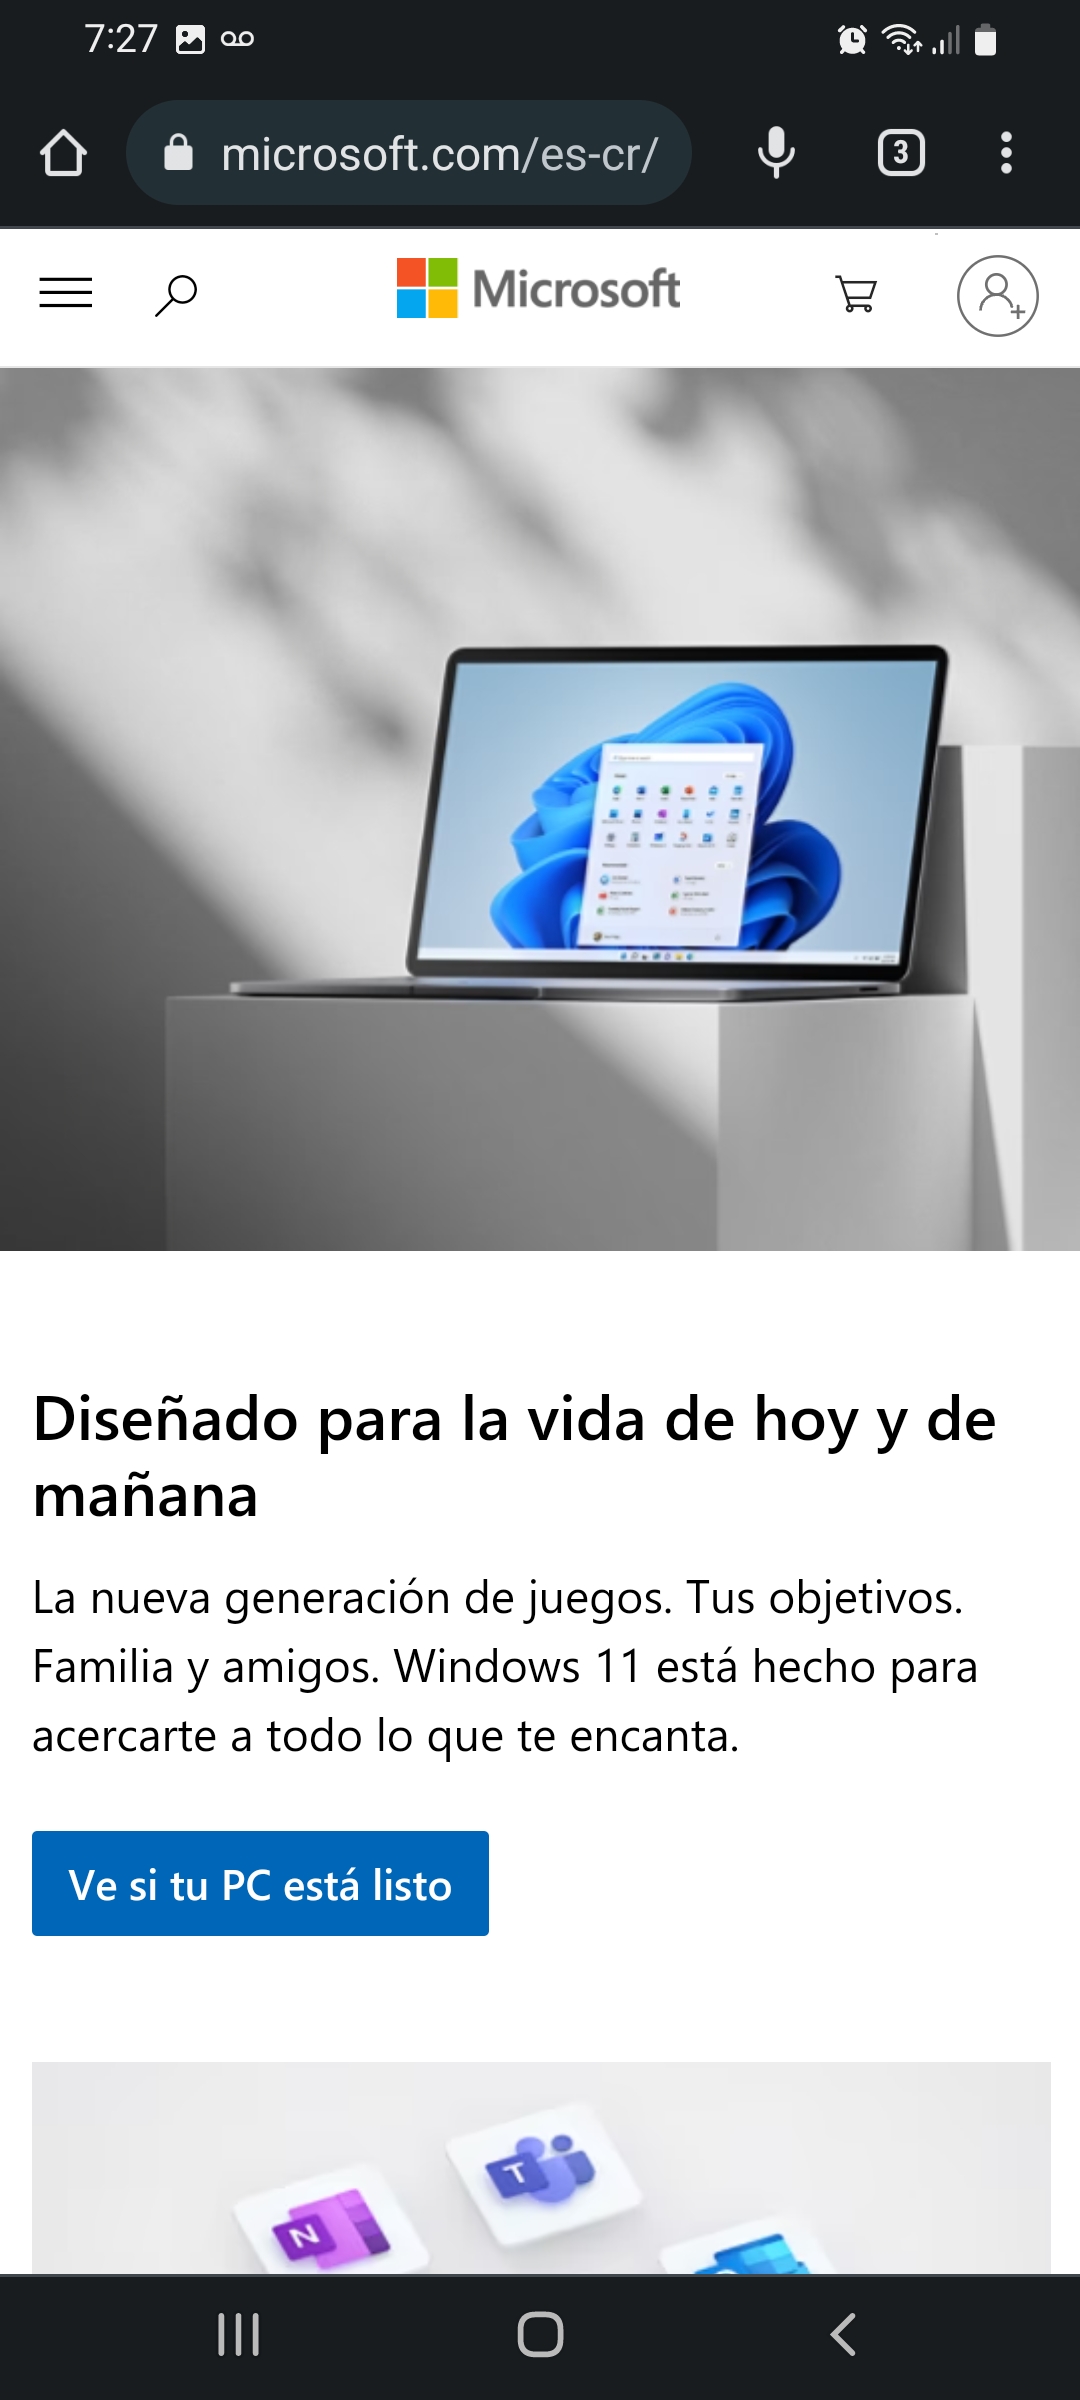 7:27
microsoft.com/es-cr/
3
Microsoft
Diseñado para la vida de hoy y de
mañana
La nueva generación de juegos. Tus objetivos.
Familia y amigos. Windows 11 está hecho para
acercarte a todo lo que te encanta.
Ve si tu PC está listo
T
N